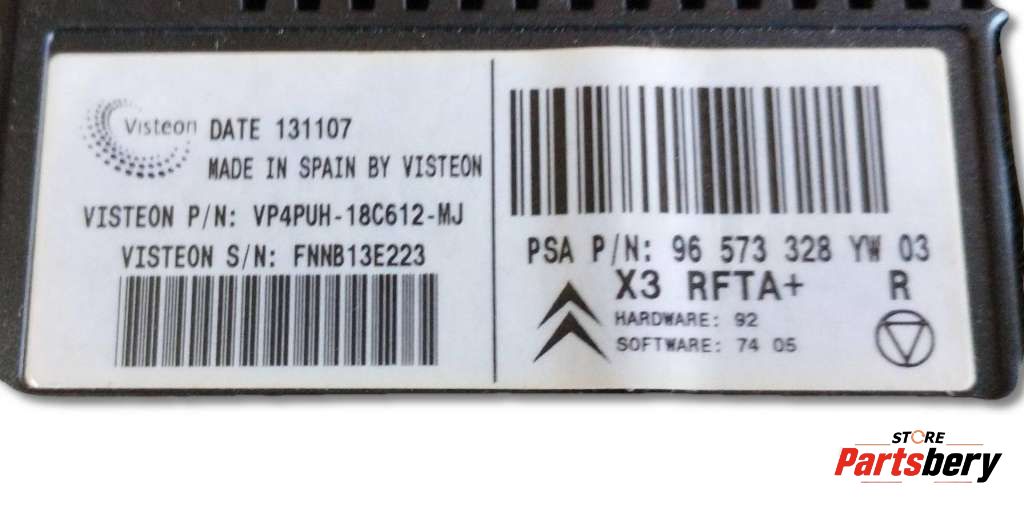 Visteon DATE 131107
MADE IN SPAIN BY VISTEON
VISTEON P/N: VP4PUH-18C612-MJ
VISTEON S/N: FNNB13E223
PSA P/N: 96 573 328 YW 03
X3 RFTA+ R
HARDWARE: 92
SOFTWARE: 74 05
STORE
Partsbery